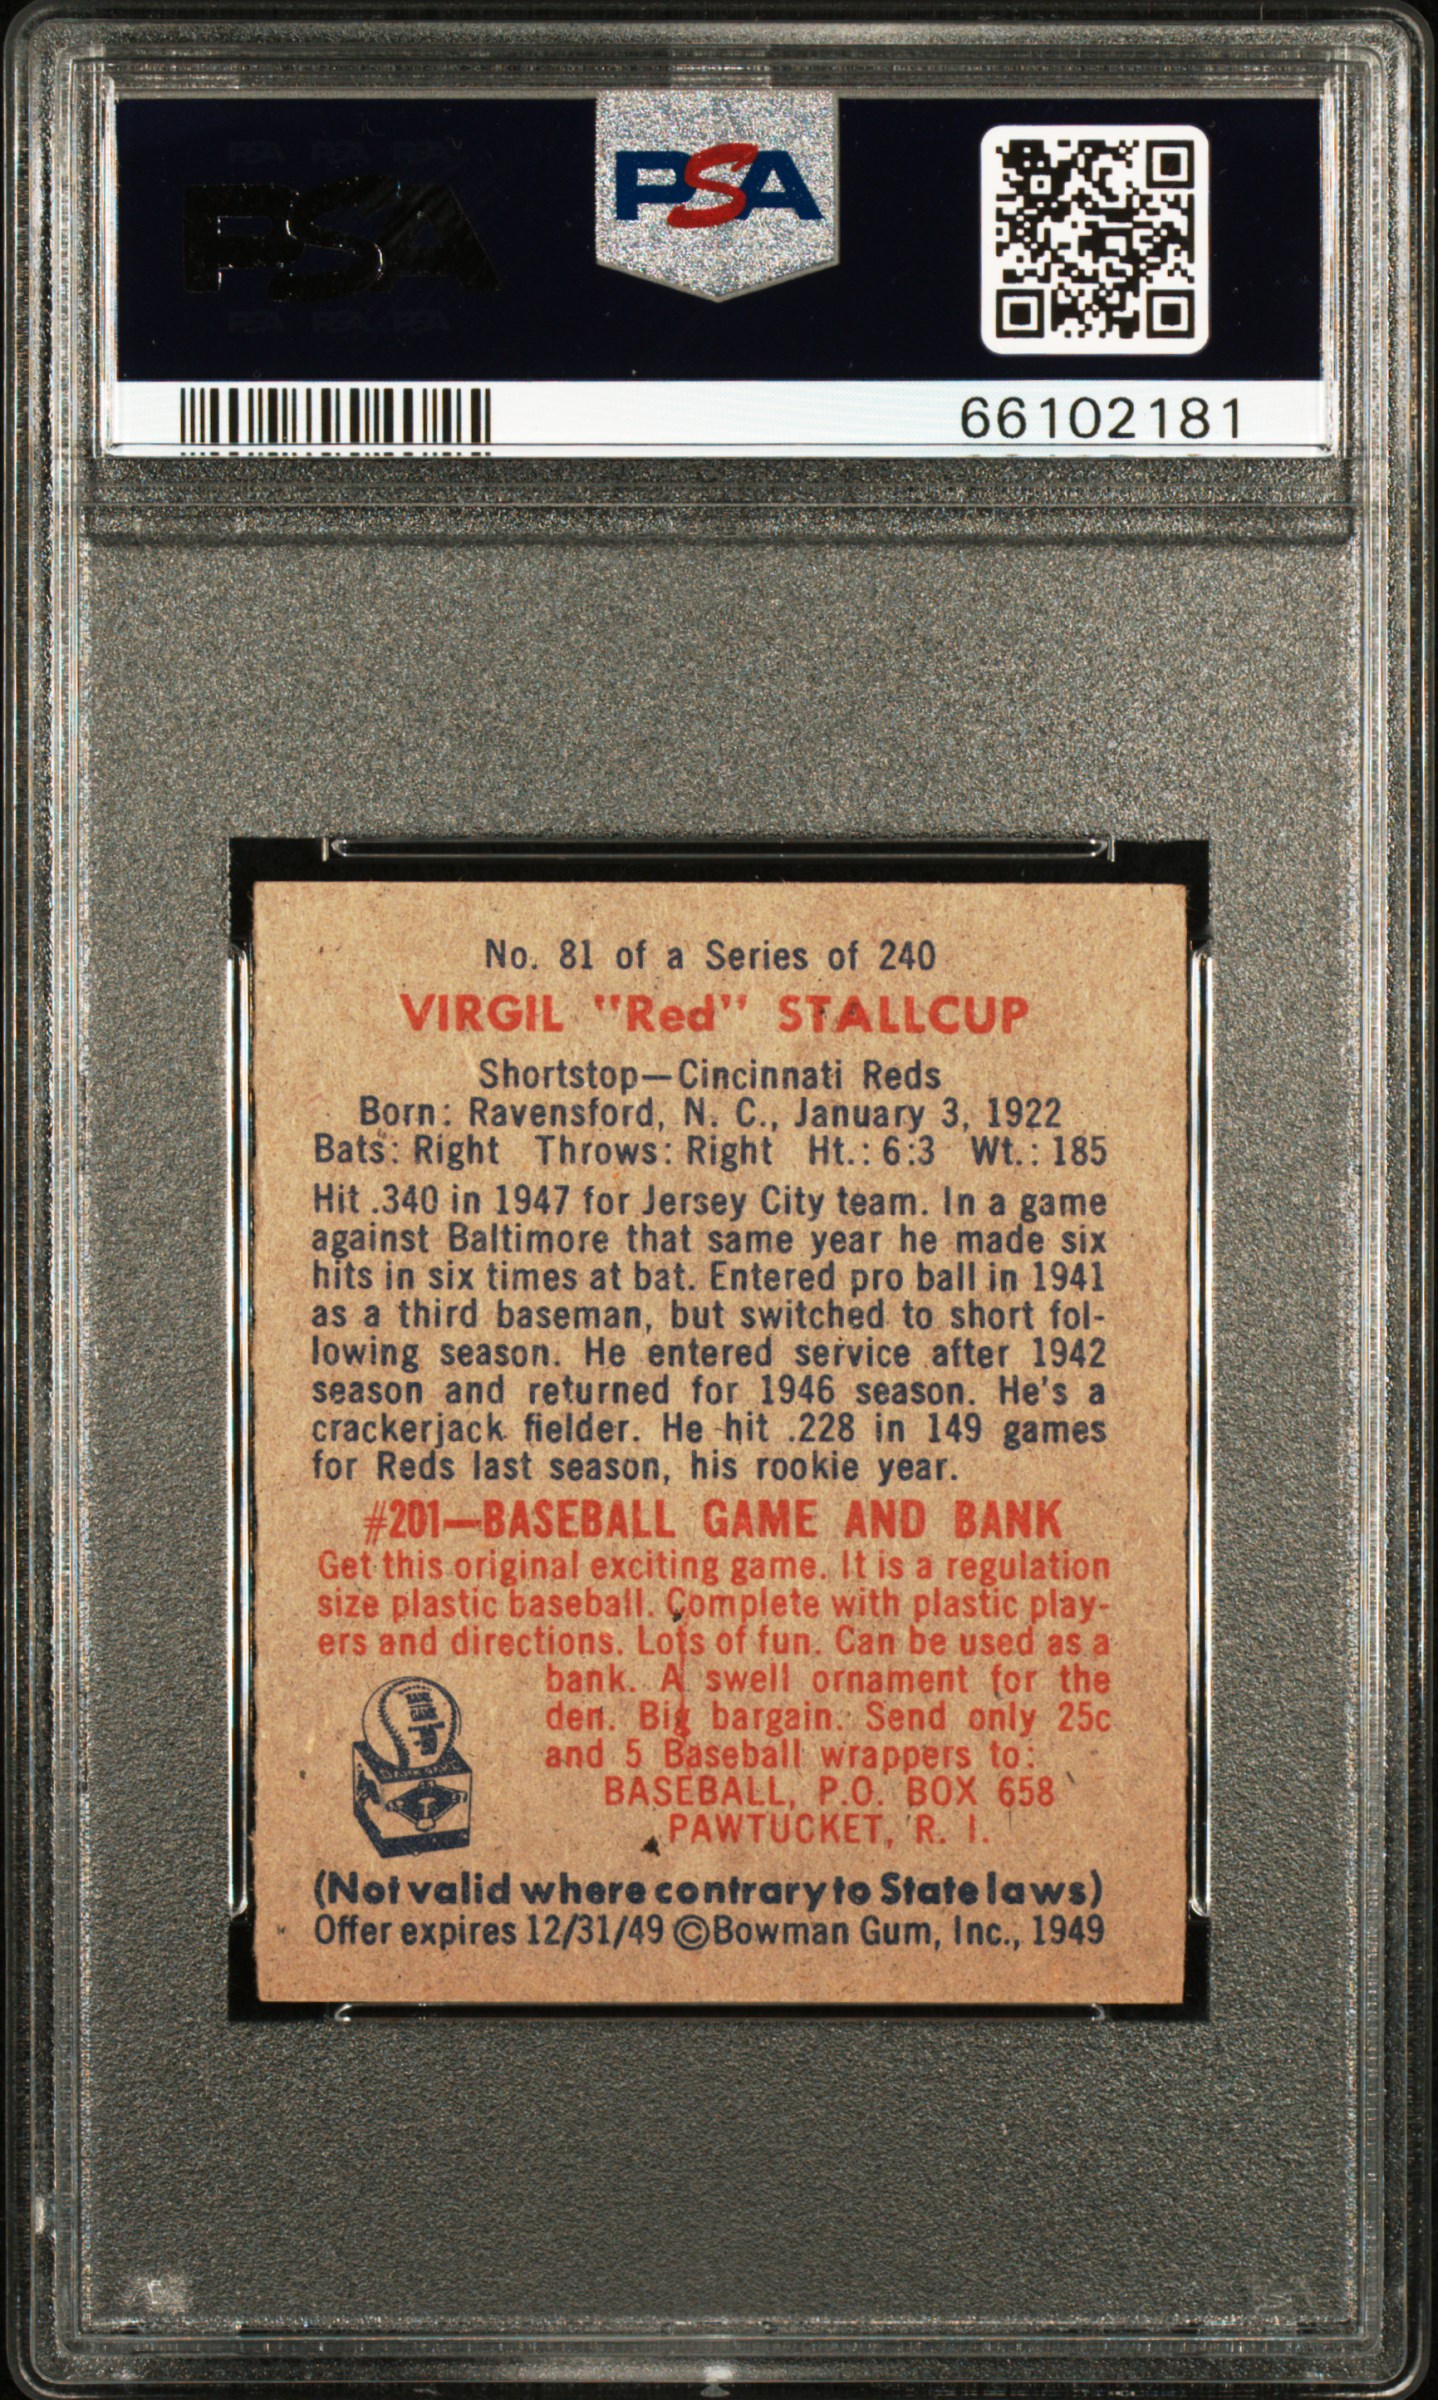 PSA
PSA
66102181
No. 81 of a Series of 240
VIRGIL "Red" STALLCUP
Shortstop—Cincinnati Reds
Born: Ravensford, N. C., January 3, 1922
Bats: Right Throws: Right Ht.: 6:3 Wt.: 185
Hit .340 in 1947 for Jersey City team. In a game
against Baltimore that same year he made six
hits in six times at bat. Entered pro ball in 1941
as a third baseman, but switched to short fol-
lowing season. He entered service after 1942
season and returned for 1946 season. He's a
crackerjack fielder. He hit .228 in 149 games
for Reds last season, his rookie year.
#201—BASEBALL GAME AND BANK
Get this original exciting game. It is a regulation
size plastic baseball. Complete with plastic play-
ers and directions. Lots of fun. Can be used as a
bank. A swell ornament for the
den. Big bargain. Send only 25c
and 5 Baseball wrappers to:
BASEBALL, P.O. BOX 658
PAWTUCKET, R. I.
(Not valid where contrary to State laws)
Offer expires 12/31/49 ©Bowman Gum, Inc., 1949